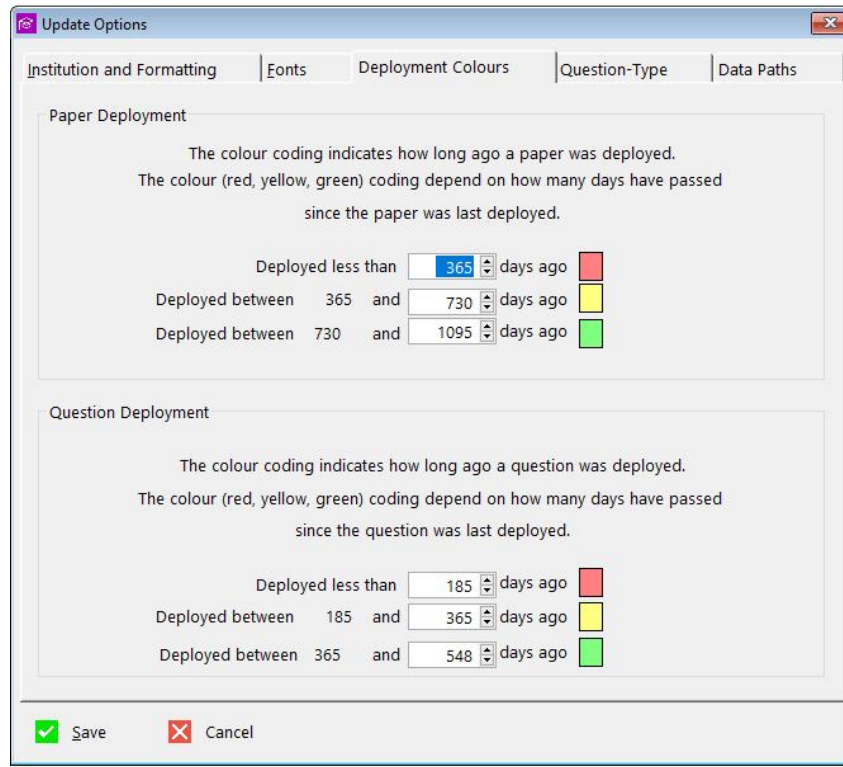 Update Options
Institution and Formatting Fonts Deployment Colours Question-Type Data Paths
Paper Deployment
The colour coding indicates how long ago a paper was deployed.
The colour (red, yellow, green) coding depend on how many days have passed
since the paper was last deployed.
Deployed less than 365 days ago
Deployed between 365 and 730 days ago
Deployed between 730 and 1095 days ago
Question Deployment
The colour coding indicates how long ago a question was deployed.
The colour (red, yellow, green) coding depend on how many days have passed
since the question was last deployed.
Deployed less than 185 days ago
Deployed between 185 and 365 days ago
Deployed between 365 and 548 days ago
Save Cancel